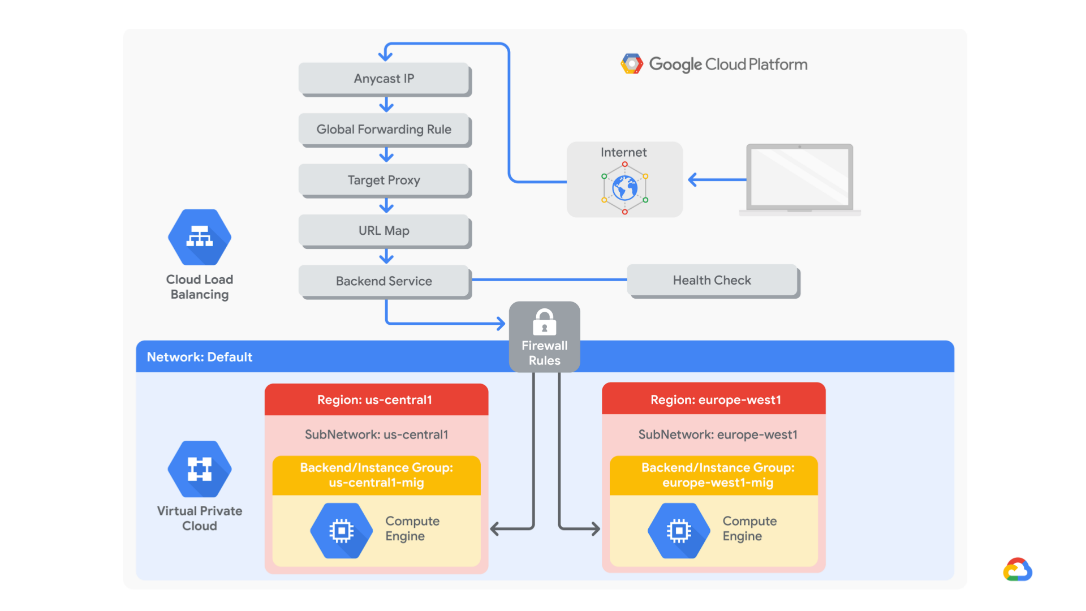 Google Cloud Platform
Anycast IP
Global Forwarding Rule
Target Proxy
URL Map
Backend Service
Internet
Health Check
Cloud Load
Balancing
Firewall
Rules
Network: Default
Region: us-central1
SubNetwork: us-central1
Backend/Instance Group:
us-central1-mig
Compute
Engine
Region: europe-west1
SubNetwork: europe-west1
Backend/Instance Group:
europe-west1-mig
Compute
Engine
Virtual Private
Cloud